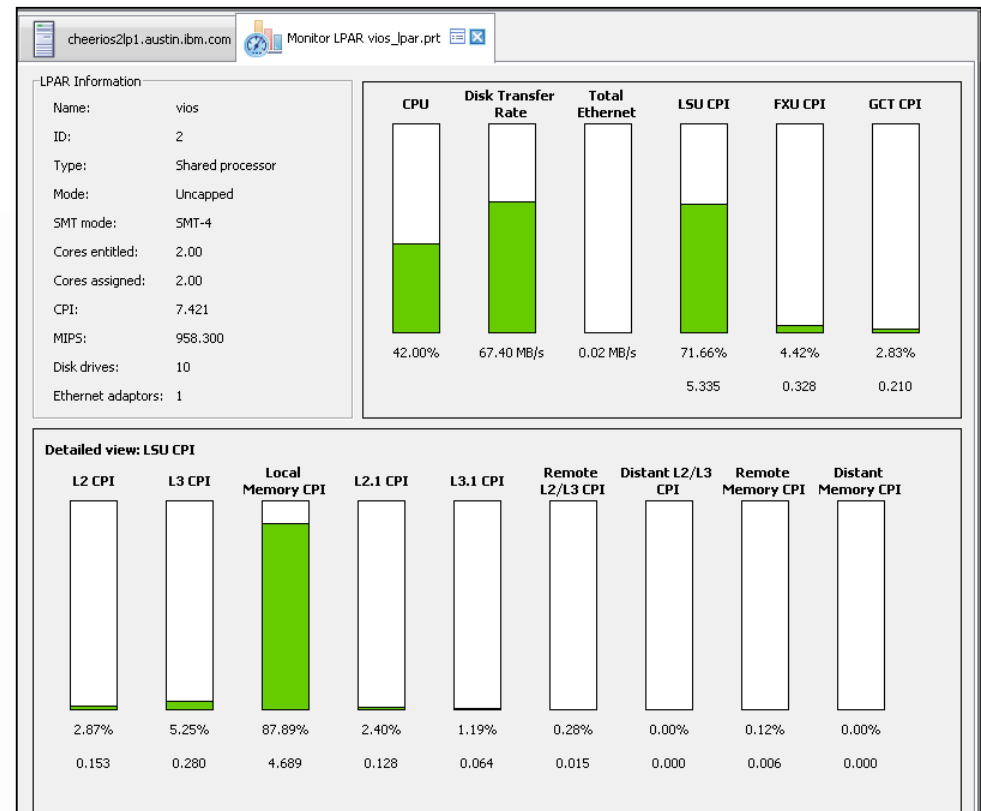 cheerios2lp1.austin.ibm.com
Monitor LPAR vios_lpar.prt
LPAR Information
Name: vios
ID: 2
Type: Shared processor
Mode: Uncapped
SMT mode: SMT-4
Cores entitled: 2.00
Cores assigned: 2.00
CPI: 7.421
MIPS: 958.300
Disk drives: 10
Ethernet adaptors: 1
CPU Disk Transfer Rate Total Ethernet LSU CPI FXU CPI GCT CPI
42.00% 67.40 MB/s 0.02 MB/s 71.66% 4.42% 2.83%
5.335 0.328 0.210
Detailed view: LSU CPI
L2 CPI L3 CPI Local Memory CPI L2.1 CPI L3.1 CPI Remote L2/L3 CPI Distant L2/L3 CPI Remote Memory CPI Distant Memory CPI
2.87% 5.25% 87.89% 2.40% 1.19% 0.28% 0.00% 0.12% 0.00%
0.153 0.280 4.689 0.128 0.064 0.015 0.000 0.006 0.000